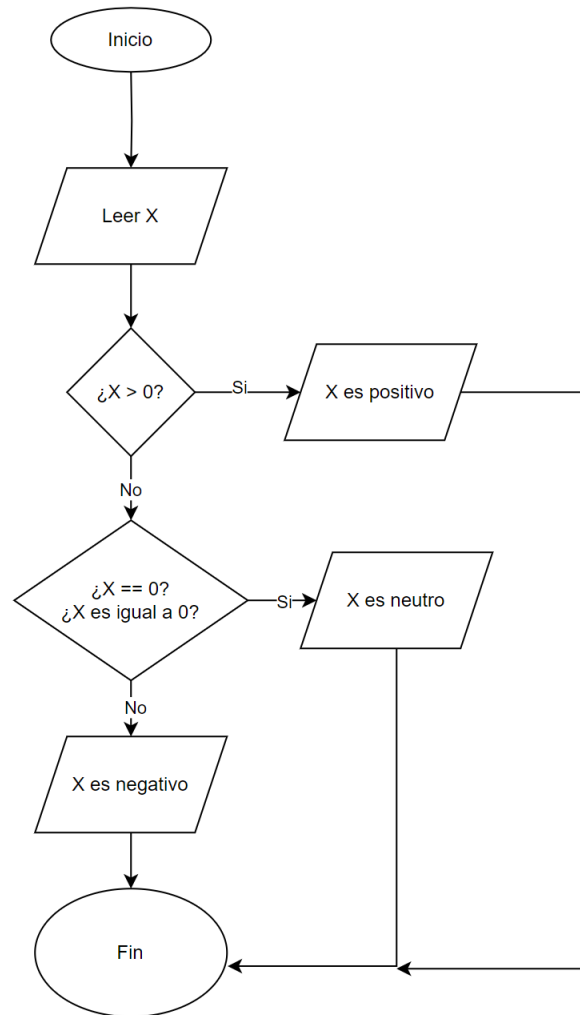 Inicio
Leer X
¿X > 0?
Si
X es positivo
No
¿X == 0?
¿X es igual a 0?
Si
X es neutro
No
X es negativo
Fin